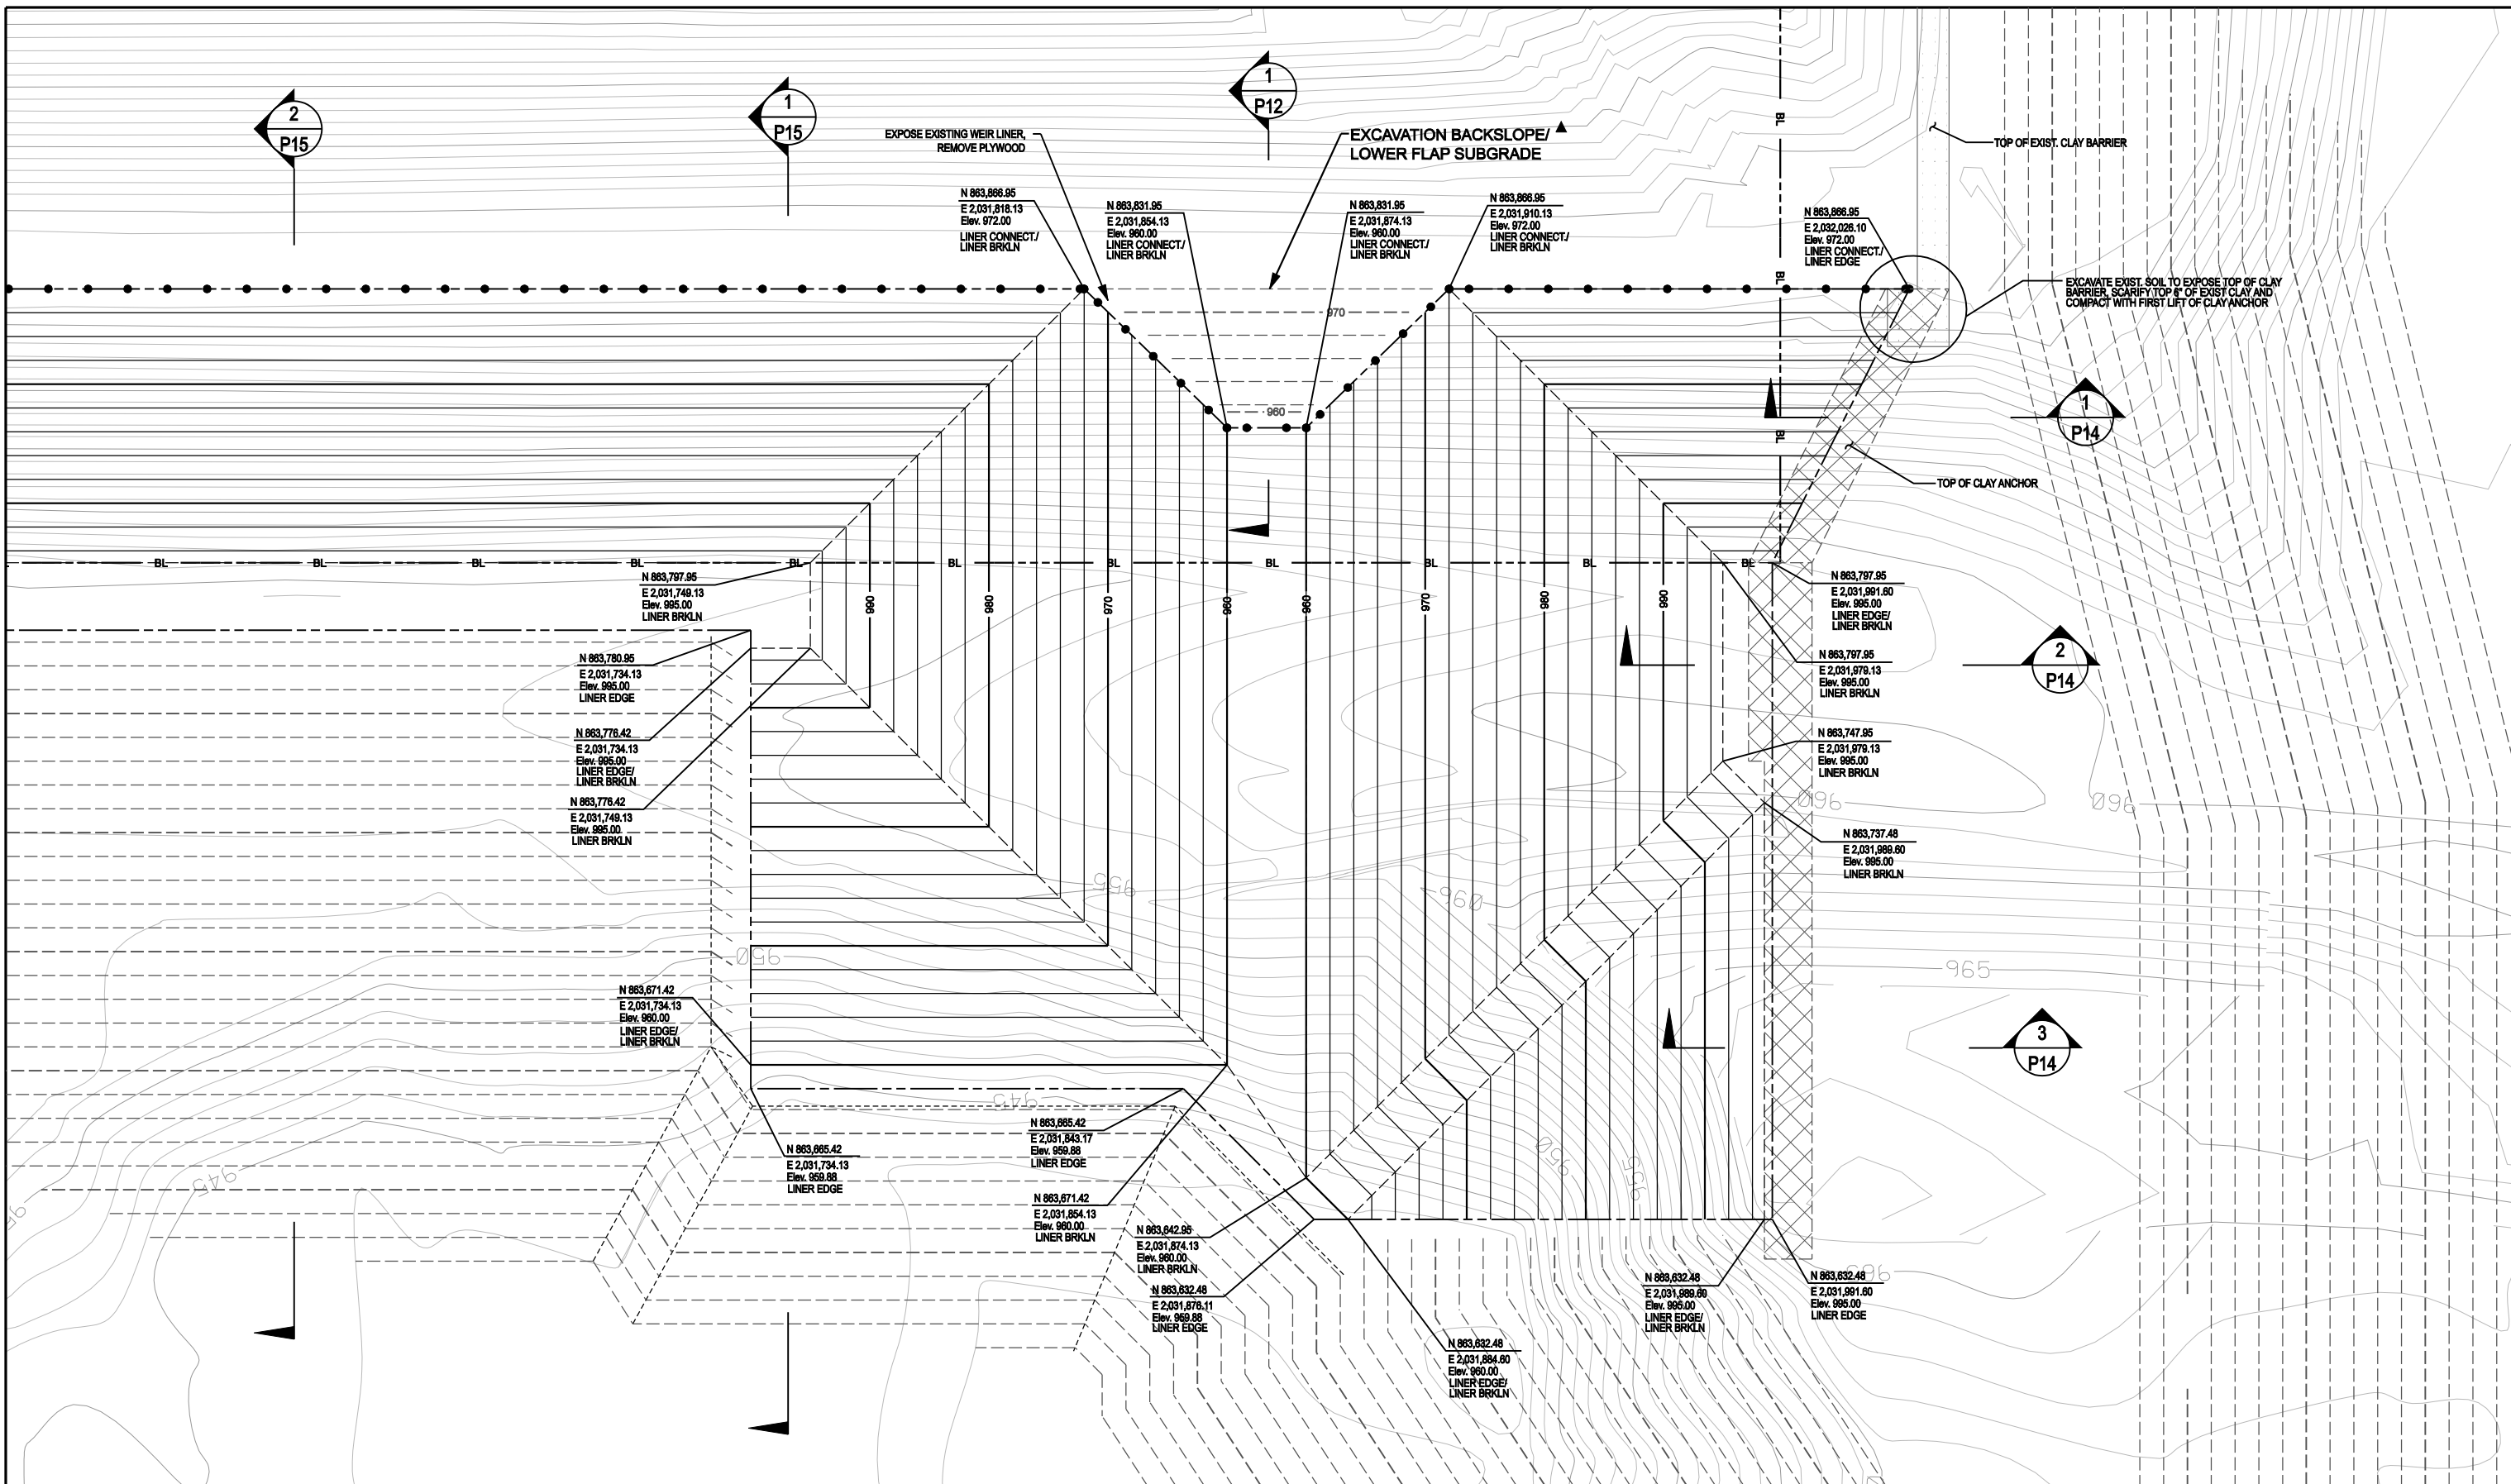 2
P15
1
P15
1
P12
EXPOSE EXISTING WEIR LINER,
REMOVE PLYWOOD
EXCAVATION BACKSLOPE/
LOWER FLAP SUBGRADE
BL
TOP OF EXIST. CLAY BARRIER
N 863,866.95
E 2,031,818.13
Elev. 972.00
LINER CONNECT./
LINER BRKLN
N 863,831.95
E 2,031,854.13
Elev. 960.00
LINER CONNECT./
LINER BRKLN
N 863,831.95
E 2,031,874.13
Elev. 960.00
LINER CONNECT./
LINER BRKLN
N 863,866.95
E 2,031,910.13
Elev. 972.00
LINER CONNECT./
LINER BRKLN
N 863,866.95
E 2,032,026.10
Elev. 972.00
LINER CONNECT./
LINER EDGE
BL
EXCAVATE EXIST. SOIL TO EXPOSE TOP OF CLAY
BARRIER, SCARIFY TOP 6" OF EXIST CLAY AND
COMPACT WITH FIRST LIFT OF CLAY ANCHOR
970
960
BL
1
P14
TOP OF CLAY ANCHOR
BL
BL
BL
BL
BL
BL
BL
BL
BL
BL
BL
N 863,797.95
E 2,031,749.13
Elev. 995.00
LINER BRKLN
990
980
970
960
960
970
980
990
N 863,797.95
E 2,031,991.60
Elev. 995.00
LINER EDGE/
LINER BRKLN
N 863,780.95
E 2,031,734.13
Elev. 995.00
LINER EDGE
N 863,797.95
E 2,031,979.13
Elev. 995.00
LINER BRKLN
2
P14
N 863,776.42
E 2,031,734.13
Elev. 995.00
LINER EDGE/
LINER BRKLN
N 863,747.95
E 2,031,979.13
Elev. 995.00
LINER BRKLN
N 863,776.42
E 2,031,749.13
Elev. 995.00
LINER BRKLN
960
960
N 863,737.48
E 2,031,989.60
Elev. 995.00
LINER BRKLN
955
960
950
965
N 863,671.42
E 2,031,734.13
Elev. 960.00
LINER EDGE/
LINER BRKLN
3
P14
945
N 863,665.42
E 2,031,843.17
Elev. 959.88
LINER EDGE
N 863,665.42
E 2,031,734.13
Elev. 959.88
LINER EDGE
950
955
945
N 863,671.42
E 2,031,854.13
Elev. 960.00
LINER BRKLN
N 863,642.95
E 2,031,874.13
Elev. 960.00
LINER BRKLN
N 863,632.48
E 2,031,876.11
Elev. 959.88
LINER EDGE
N 863,632.48
E 2,031,989.60
Elev. 995.00
LINER EDGE/
LINER BRKLN
N 863,632.48
E 2,031,991.60
Elev. 995.00
LINER EDGE
N 863,632.48
E 2,031,884.60
Elev. 960.00
LINER EDGE/
LINER BRKLN